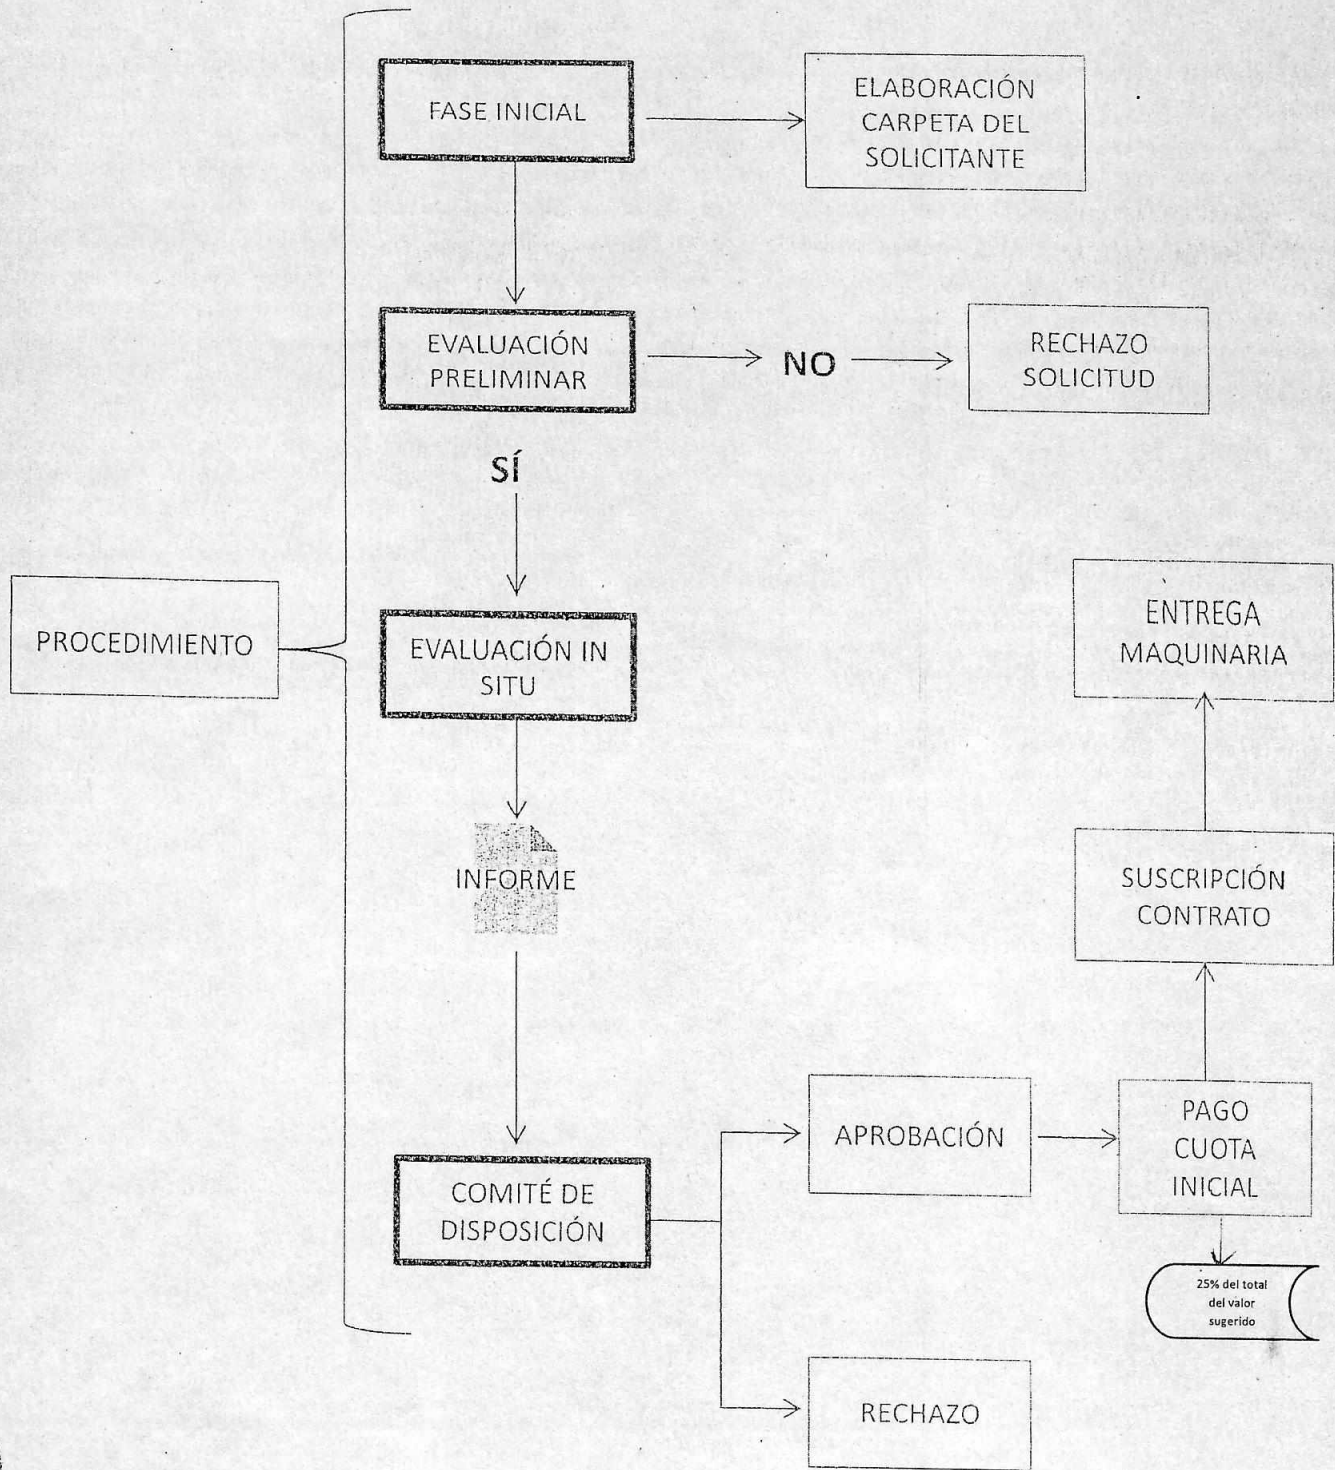 FASE INICIAL
ELABORACIÓN
CARPETA DEL
SOLICITANTE
EVALUACIÓN
PRELIMINAR
NO
RECHAZO
SOLICITUD
SÍ
PROCEDIMIENTO
EVALUACIÓN IN
SITU
ENTREGA
MAQUINARIA
INFORME
SUSCRIPCIÓN
CONTRATO
COMITÉ DE
DISPOSICIÓN
APROBACIÓN
PAGO
CUOTA
INICIAL
25% del total
del valor
sugerido
RECHAZO